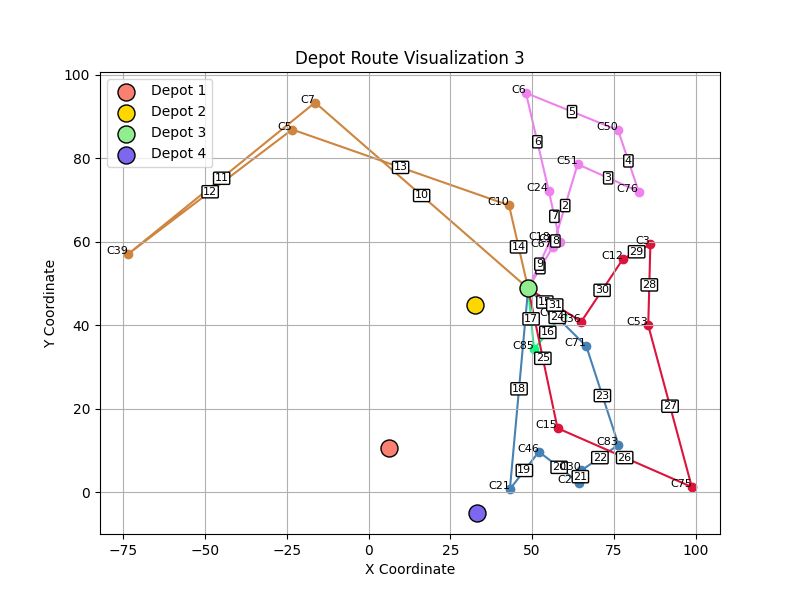 Depot Route Visualization 3
Depot 1
Depot 2
Depot 3
Depot 4
100
80
60
40
20
0
Y Coordinate
−75
−50
−25
0
25
50
75
100
X Coordinate
C6
C7
C5
C50
C51
C76
C24
C10
C39
C3
C12
C36
C53
C85
C71
C15
C83
C46
C30
C21
C75
5
6
4
3
2
7
8
9
10
11
12
13
14
16
17
18
19
20
21
22
23
24
25
26
27
28
29
30
31